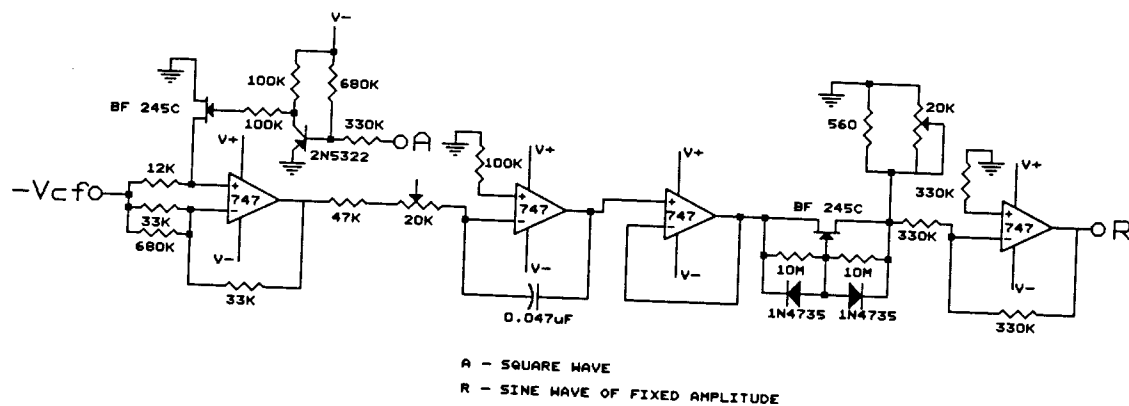 V-
100K
680K
BF 245C
100K
330K
A
2N5322
V+
12K
-Vcf
+
747
-
33K
680K
V-
33K
47K
20K
100K
V+
+
747
-
V-
0.047uF
V+
+
747
-
V-
BF 245C
10M
10M
1N4735
1N4735
560
20K
330K
330K
V+
+
747
-
V-
330K
R
A - SQUARE WAVE
R - SINE WAVE OF FIXED AMPLITUDE